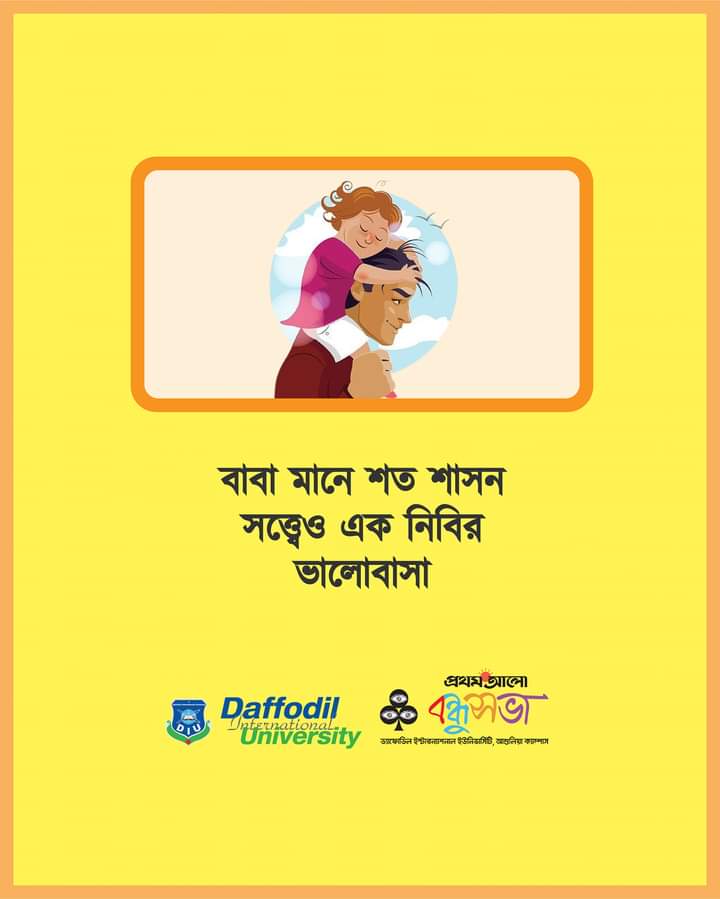 বাবা মানে শত শাসন
সত্ত্বেও এক নিবির
ভালোবাসা
DIU
Daffodil
International
University
প্রথম আলো
বন্ধুসভা
ড্যাফোডিল ইন্টারন্যাশনাল ইউনিভার্সিটি, আশুলিয়া ক্যাম্পাস